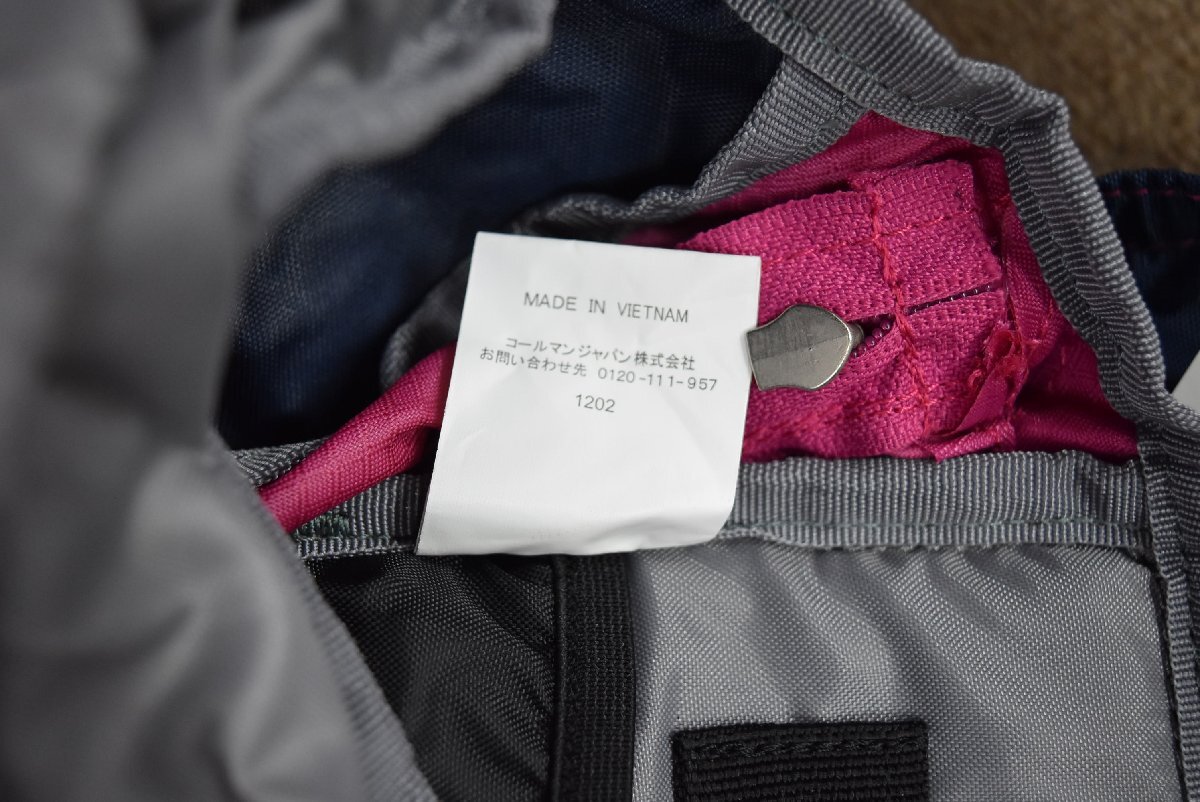 MADE IN VIETNAM
コールマンジャパン株式会社
お問い合わせ先 0120-111-957
1202